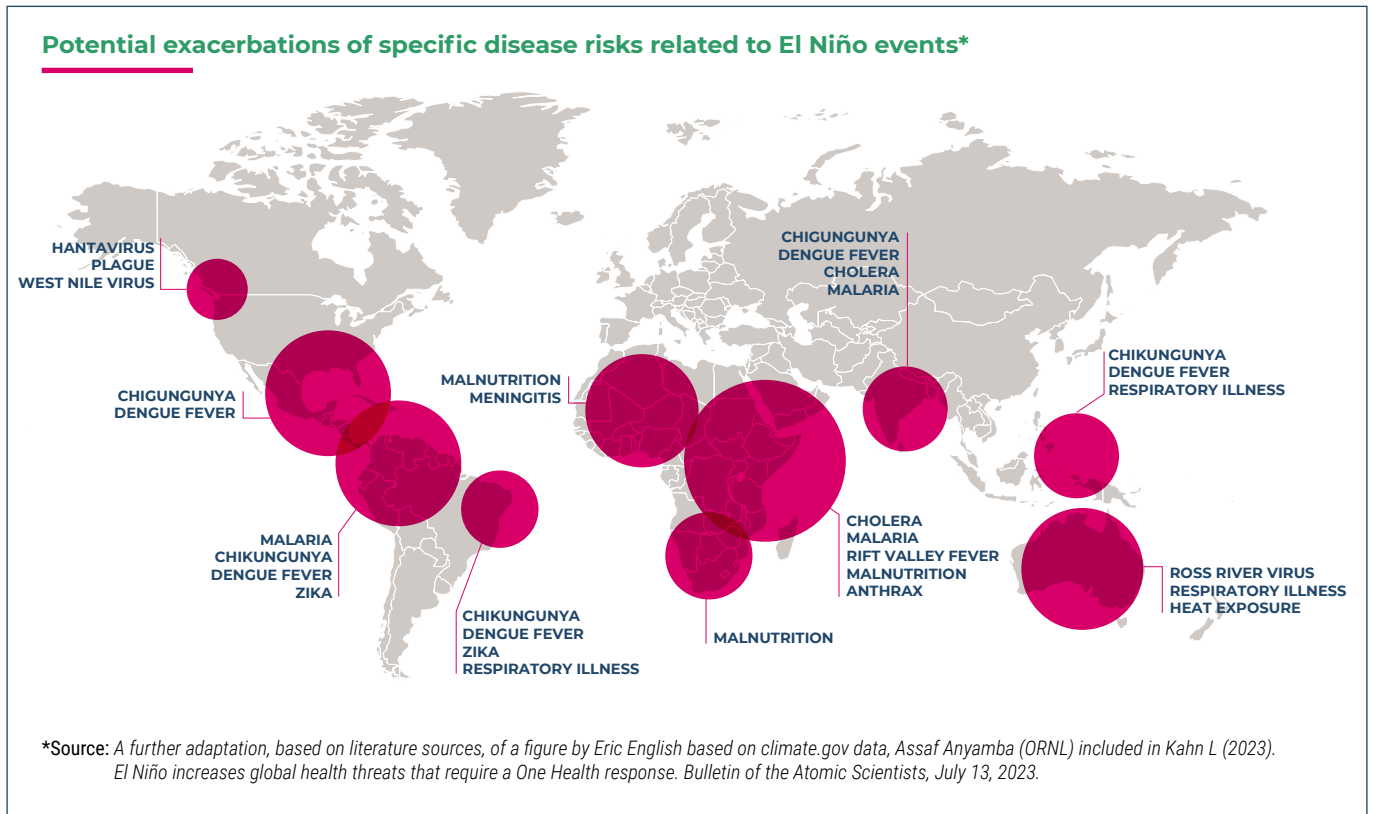 Potential exacerbations of specific disease risks related to El Niño events*
HANTAVIRUS
PLAGUE
WEST NILE VIRUS
CHIGUNGUNYA
DENGUE FEVER
MALARIA
CHIKUNGUNYA
DENGUE FEVER
ZIKA
CHIKUNGUNYA
DENGUE FEVER
ZIKA
RESPIRATORY ILLNESS
MALNUTRITION
MENINGITIS
MALNUTRITION
CHOLERA
MALARIA
RIFT VALLEY FEVER
MALNUTRITION
ANTHRAX
CHIGUNGUNYA
DENGUE FEVER
CHOLERA
MALARIA
CHIKUNGUNYA
DENGUE FEVER
RESPIRATORY ILLNESS
ROSS RIVER VIRUS
RESPIRATORY ILLNESS
HEAT EXPOSURE
*Source: A further adaptation, based on literature sources, of a figure by Eric English based on climate.gov data, Assaf Anyamba (ORNL) included in Kahn L (2023).
El Niño increases global health threats that require a One Health response. Bulletin of the Atomic Scientists, July 13, 2023.